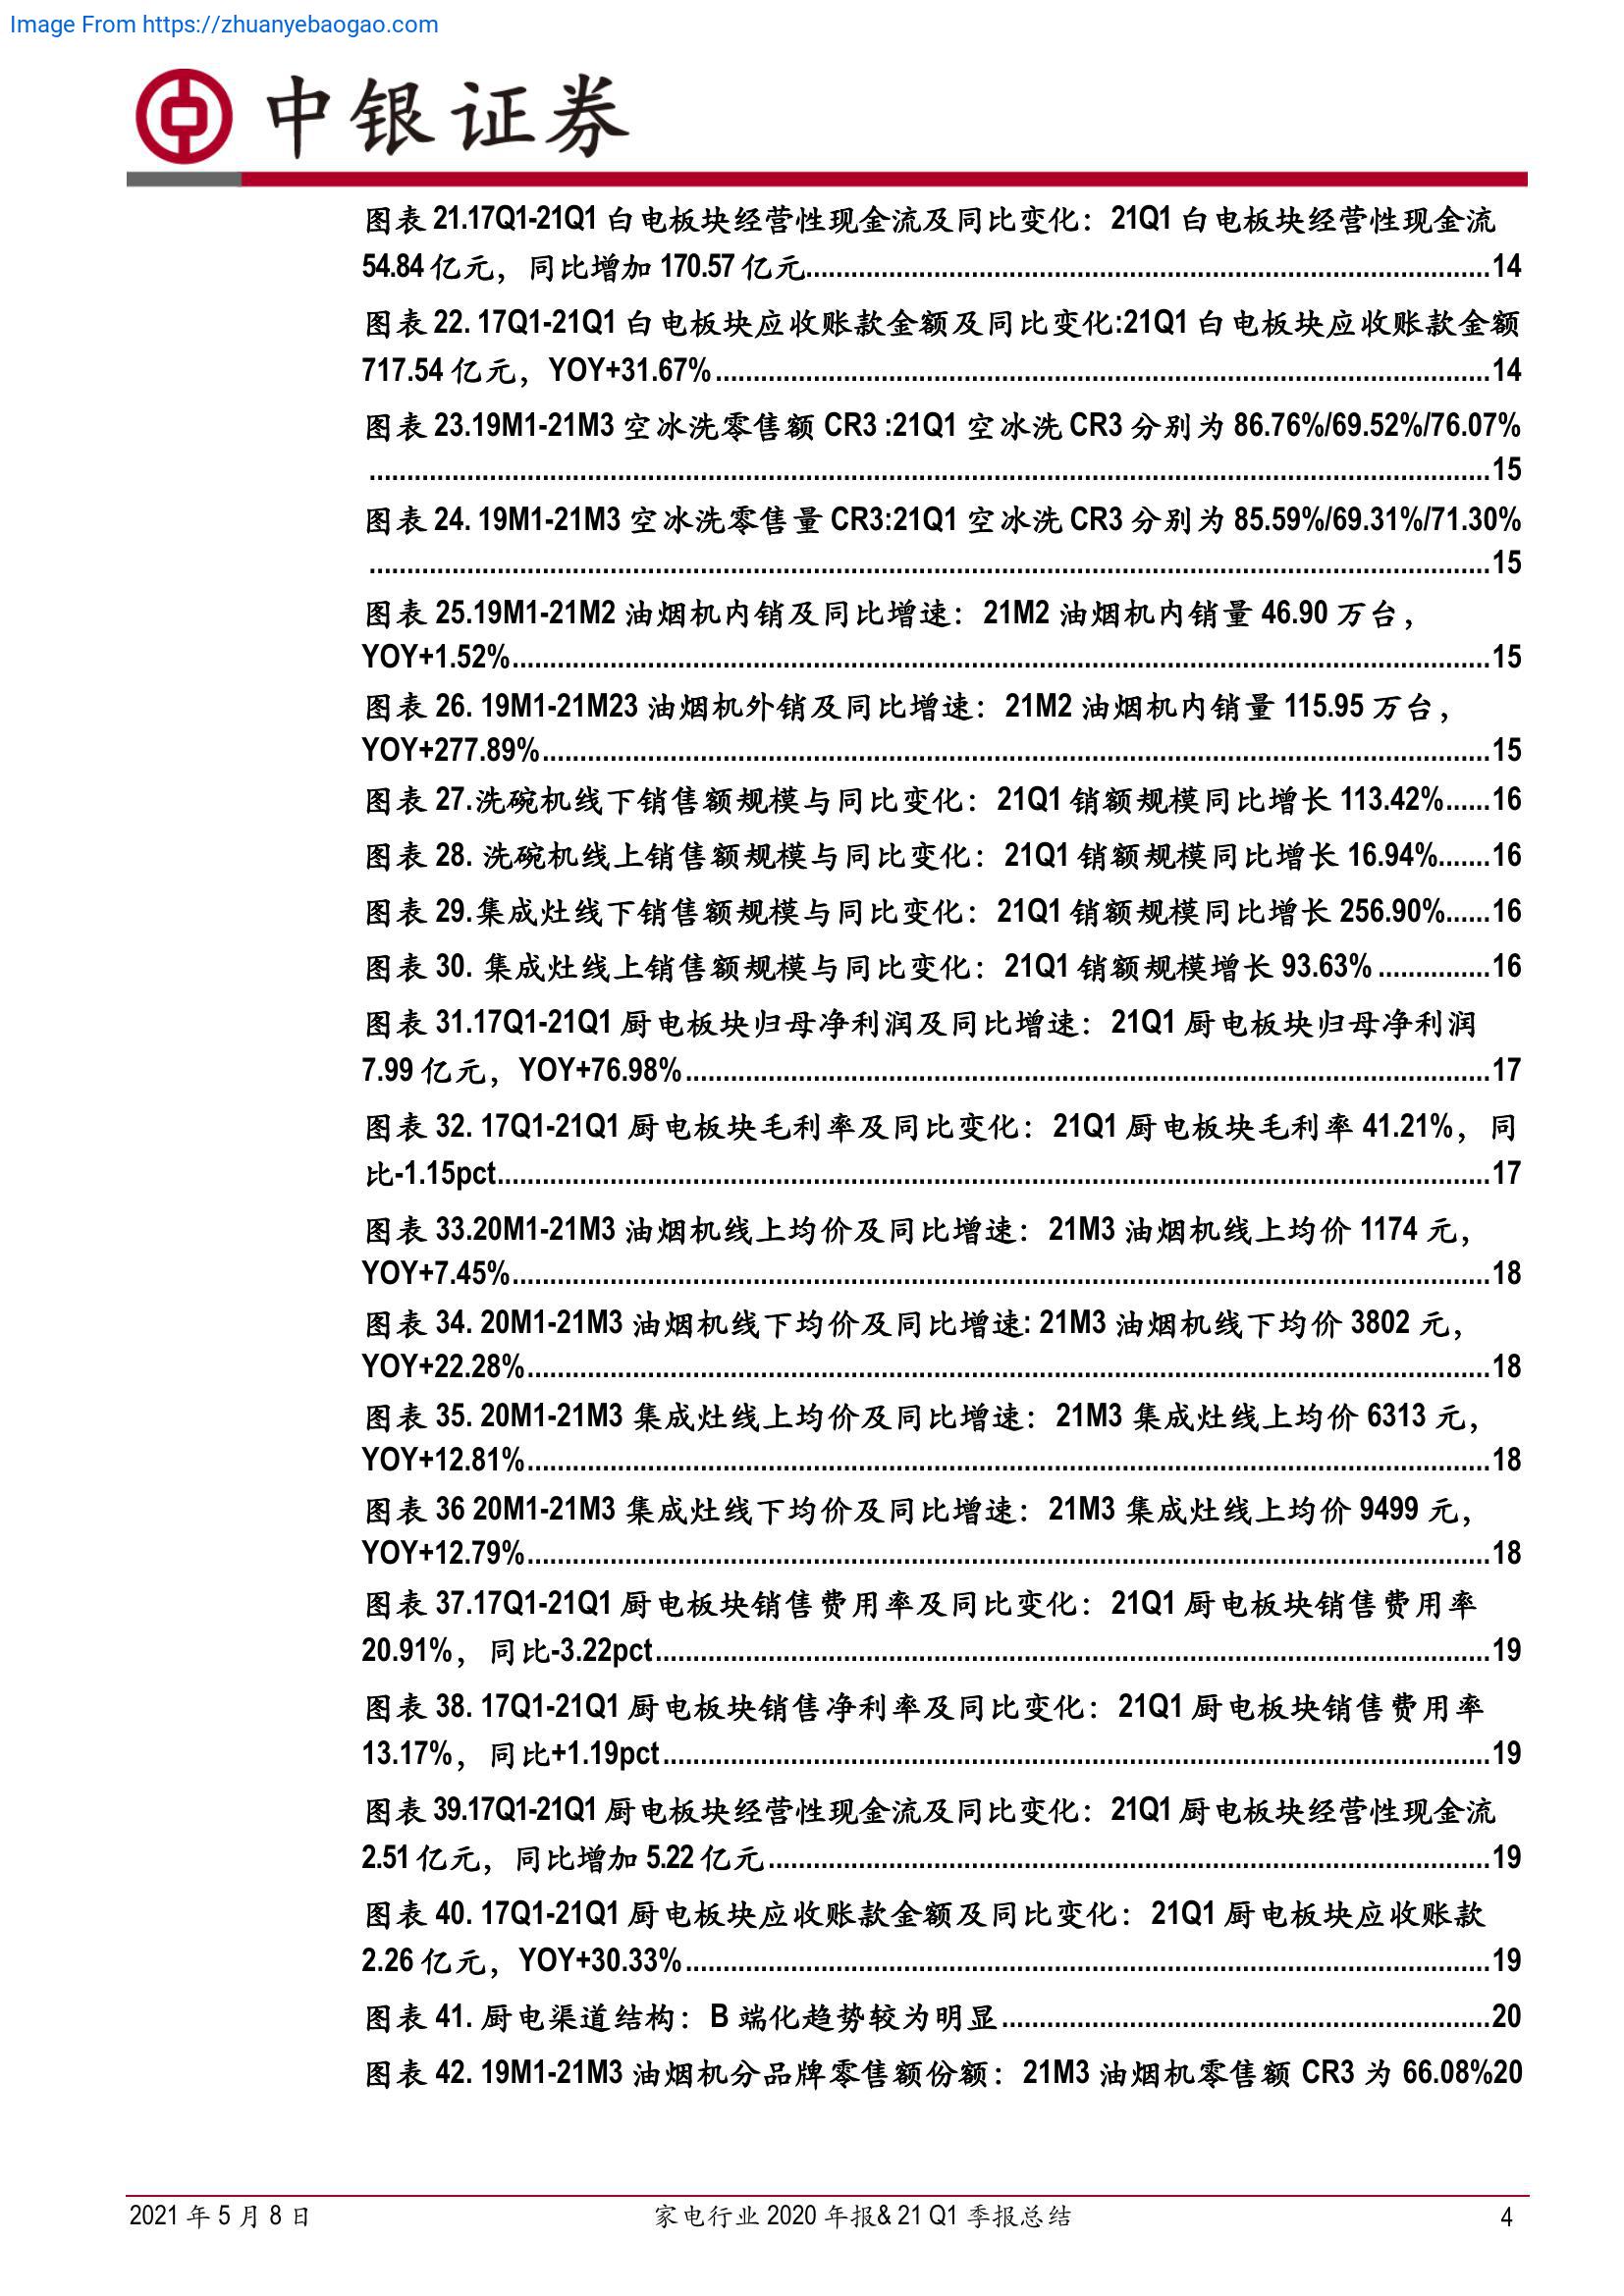 Image From https://zhuanyebaogao.com
中银证券
图表 21.17Q1-21Q1 白电板块经营性现金流及同比变化：21Q1 白电板块经营性现金流
54.84 亿元，同比增加 170.57 亿元....................14
图表 22. 17Q1-21Q1 白电板块应收账款金额及同比变化:21Q1 白电板块应收账款金额
717.54 亿元，YOY+31.67%....................14
图表 23.19M1-21M3 空冰洗零售额 CR3 :21Q1 空冰洗 CR3 分别为 86.76%/69.52%/76.07%
....................15
图表 24. 19M1-21M3 空冰洗零售量 CR3:21Q1 空冰洗 CR3 分别为 85.59%/69.31%/71.30%
....................15
图表 25.19M1-21M2 油烟机内销及同比增速：21M2 油烟机内销量 46.90 万台，
YOY+1.52%....................15
图表 26. 19M1-21M23 油烟机外销及同比增速：21M2 油烟机内销量 115.95 万台，
YOY+277.89%....................15
图表 27.洗碗机线下销售额规模与同比变化：21Q1 销额规模同比增长 113.42%......16
图表 28. 洗碗机线上销售额规模与同比变化：21Q1 销额规模同比增长 16.94%.......16
图表 29.集成灶线下销售额规模与同比变化：21Q1 销额规模同比增长 256.90%......16
图表 30. 集成灶线上销售额规模与同比变化：21Q1 销额规模增长 93.63% ...............16
图表 31.17Q1-21Q1 厨电板块归母净利润及同比增速：21Q1 厨电板块归母净利润
7.99 亿元，YOY+76.98%....................17
图表 32. 17Q1-21Q1 厨电板块毛利率及同比变化：21Q1 厨电板块毛利率 41.21%，同
比-1.15pct....................17
图表 33.20M1-21M3 油烟机线上均价及同比增速：21M3 油烟机线上均价 1174 元，
YOY+7.45%....................18
图表 34. 20M1-21M3 油烟机线下均价及同比增速: 21M3 油烟机线下均价 3802 元，
YOY+22.28%....................18
图表 35. 20M1-21M3 集成灶线上均价及同比增速：21M3 集成灶线上均价 6313 元，
YOY+12.81%....................18
图表 36 20M1-21M3 集成灶线下均价及同比增速：21M3 集成灶线上均价 9499 元，
YOY+12.79%....................18
图表 37.17Q1-21Q1 厨电板块销售费用率及同比变化：21Q1 厨电板块销售费用率
20.91%，同比-3.22pct....................19
图表 38. 17Q1-21Q1 厨电板块销售净利率及同比变化：21Q1 厨电板块销售费用率
13.17%，同比+1.19pct....................19
图表 39.17Q1-21Q1 厨电板块经营性现金流及同比变化：21Q1 厨电板块经营性现金流
2.51 亿元，同比增加 5.22 亿元....................19
图表 40. 17Q1-21Q1 厨电板块应收账款金额及同比变化：21Q1 厨电板块应收账款
2.26 亿元，YOY+30.33%....................19
图表 41. 厨电渠道结构：B 端化趋势较为明显....................20
图表 42. 19M1-21M3 油烟机分品牌零售额份额：21M3 油烟机零售额 CR3 为 66.08%20
2021 年 5 月 8 日
家电行业 2020 年报& 21 Q1 季报总结
4